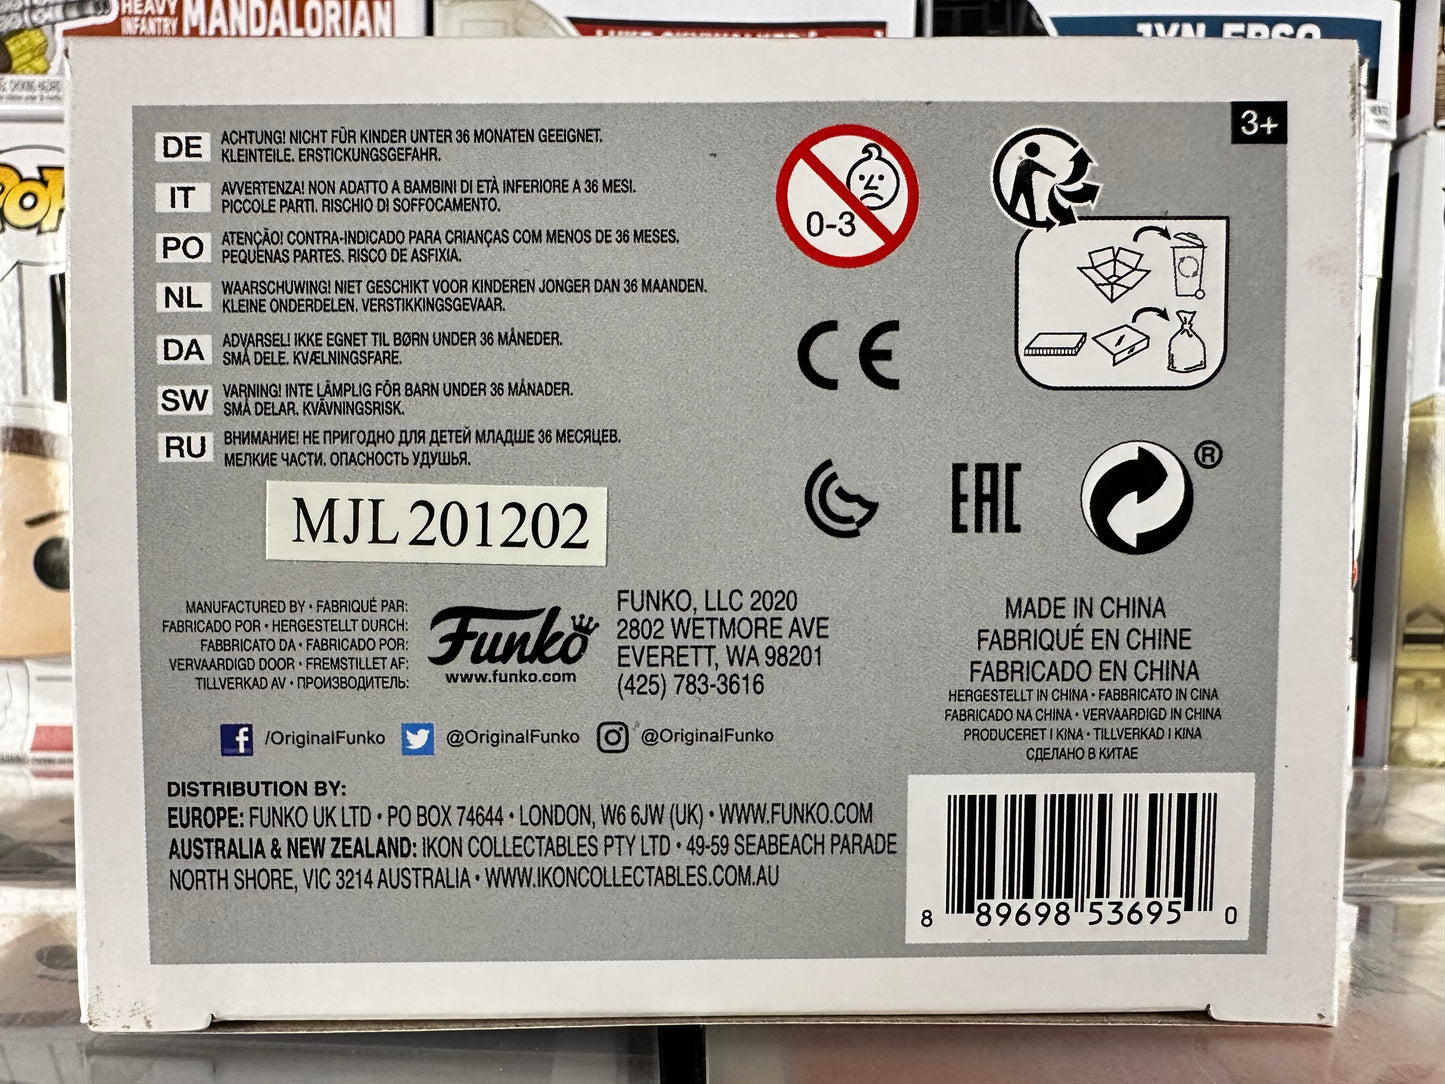 HEAVY
INFANTRY MANDALORIAN
JYN ERSO
POP
3+
DE ACHTUNG! NICHT FÜR KINDER UNTER 36 MONATEN GEEIGNET.
KLEINTEILE. ERSTICKUNGSGEFAHR.
IT AVVERTENZA! NON ADATTO A BAMBINI DI ETÀ INFERIORE A 36 MESI.
PICCOLE PARTI. RISCHIO DI SOFFOCAMENTO.
PO ATENÇÃO! CONTRA-INDICADO PARA CRIANÇAS COM MENOS DE 36 MESES.
PEQUENAS PARTES. RISCO DE ASFIXIA.
NL WAARSCHUWING! NIET GESCHIKT VOOR KINDEREN JONGER DAN 36 MAANDEN.
KLEINE ONDERDELEN. VERSTIKKINGSGEVAAR.
DA ADVARSEL! IKKE EGNET TIL BØRN UNDER 36 MÅNEDER.
SMÅ DELE. KVÆLNINGSFARE.
SW VARNING! INTE LÄMPLIG FÖR BARN UNDER 36 MÅNADER.
SMÅ DELAR. KVÄVNINGSRISK.
RU ВНИМАНИЕ! НЕ ПРИГОДНО ДЛЯ ДЕТЕЙ МЛАДШЕ 36 МЕСЯЦЕВ.
МЕЛКИЕ ЧАСТИ. ОПАСНОСТЬ УДУШЬЯ.
0-3
CE
EAC
®
MJL 201202
MANUFACTURED BY • FABRIQUÉ PAR:
FABRICADO POR • HERGESTELLT DURCH:
FABBRICATO DA • FABRICADO POR:
VERVAARDIGD DOOR • FREMSTILLET AF:
TILLVERKAD AV • ПРОИЗВОДИТЕЛЬ:
Funko
www.funko.com
FUNKO, LLC 2020
2802 WETMORE AVE
EVERETT, WA 98201
(425) 783-3616
MADE IN CHINA
FABRIQUÉ EN CHINE
FABRICADO EN CHINA
HERGESTELLT IN CHINA • FABBRICATO IN CINA
FABRICADO NA CHINA • VERVAARDIGD IN CHINA
PRODUCERET I KINA • TILLVERKAD I KINA
СДЕЛАНО В КИТАЕ
/OriginalFunko @OriginalFunko @OriginalFunko
DISTRIBUTION BY:
EUROPE: FUNKO UK LTD • PO BOX 74644 • LONDON, W6 6JW (UK) • WWW.FUNKO.COM
AUSTRALIA & NEW ZEALAND: IKON COLLECTABLES PTY LTD • 49-59 SEABEACH PARADE
NORTH SHORE, VIC 3214 AUSTRALIA • WWW.IKONCOLLECTABLES.COM.AU
8 89698 53695 0